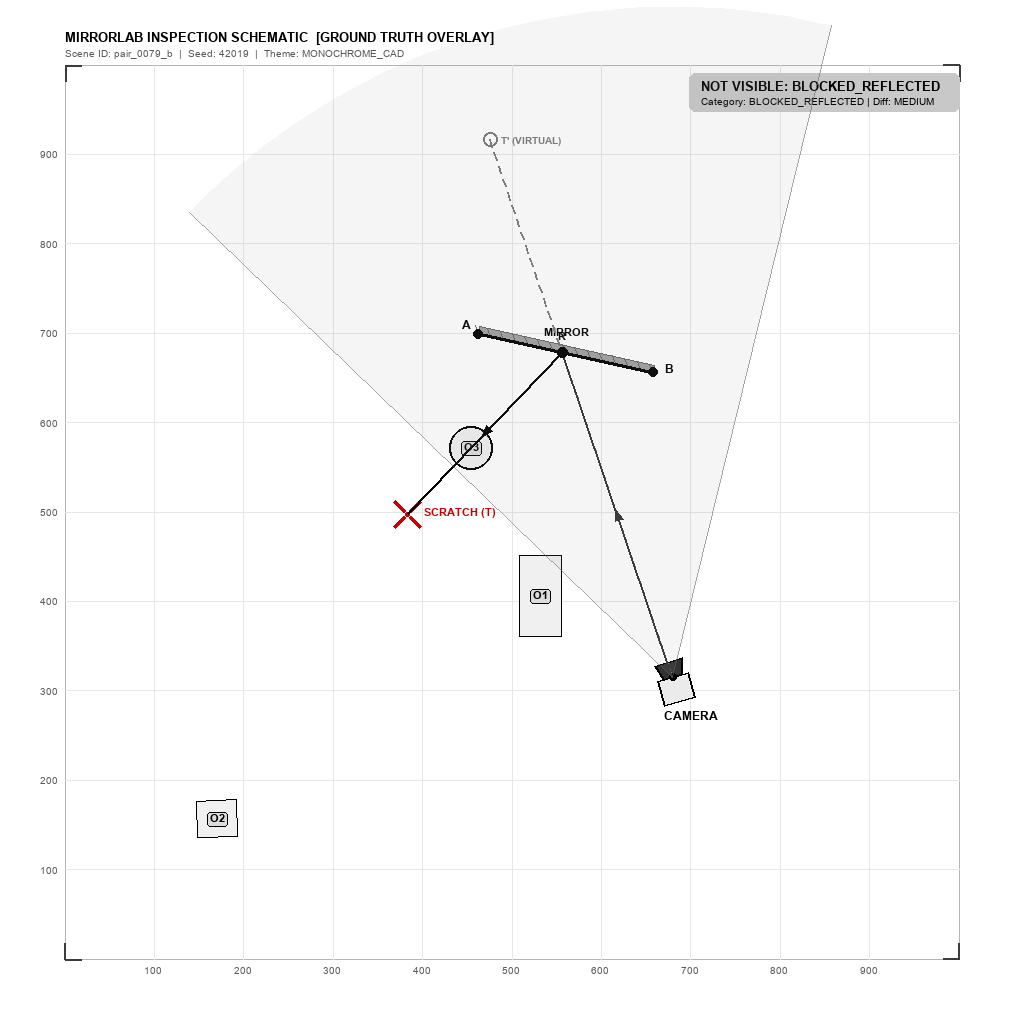 MIRRORLAB INSPECTION SCHEMATIC [GROUND TRUTH OVERLAY]
Scene ID: pair_0079_b | Seed: 42019 | Theme: MONOCHROME_CAD
NOT VISIBLE: BLOCKED_REFLECTED
Category: BLOCKED_REFLECTED | Diff: MEDIUM
T' (VIRTUAL)
A
MIRROR
R
B
O3
SCRATCH (T)
O1
CAMERA
O2
900
800
700
600
500
400
300
200
100
100 200 300 400 500 600 700 800 900